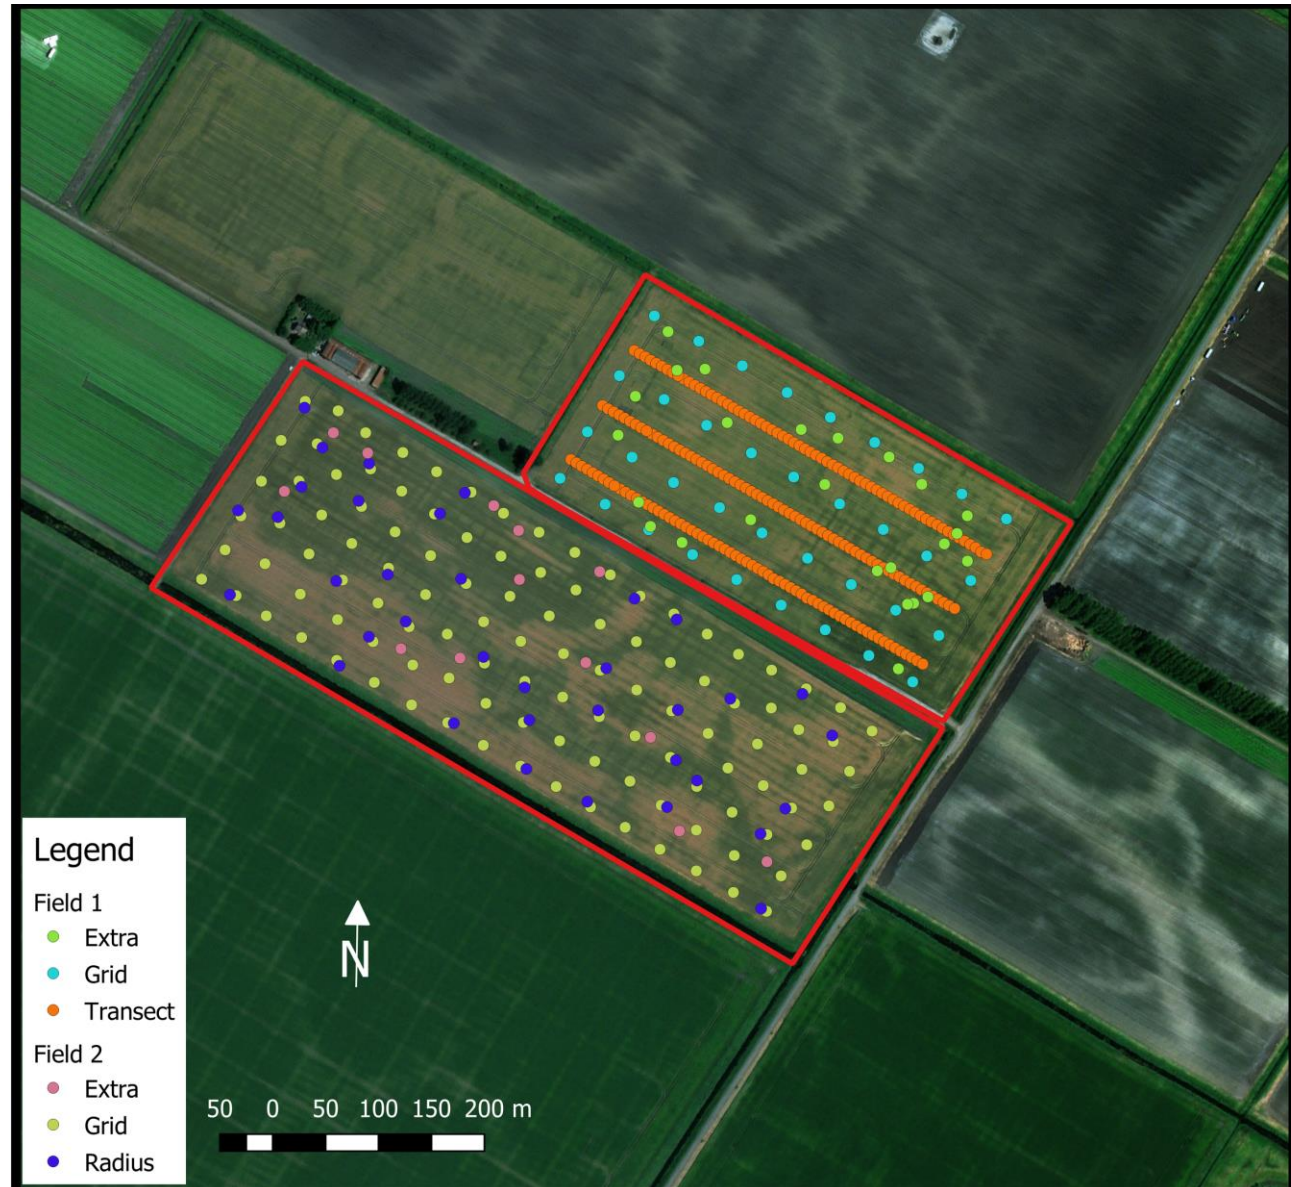 Legend
Field 1
Extra
Grid
Transect
Field 2
Extra
Grid
Radius
N
50 0 50 100 150 200 m